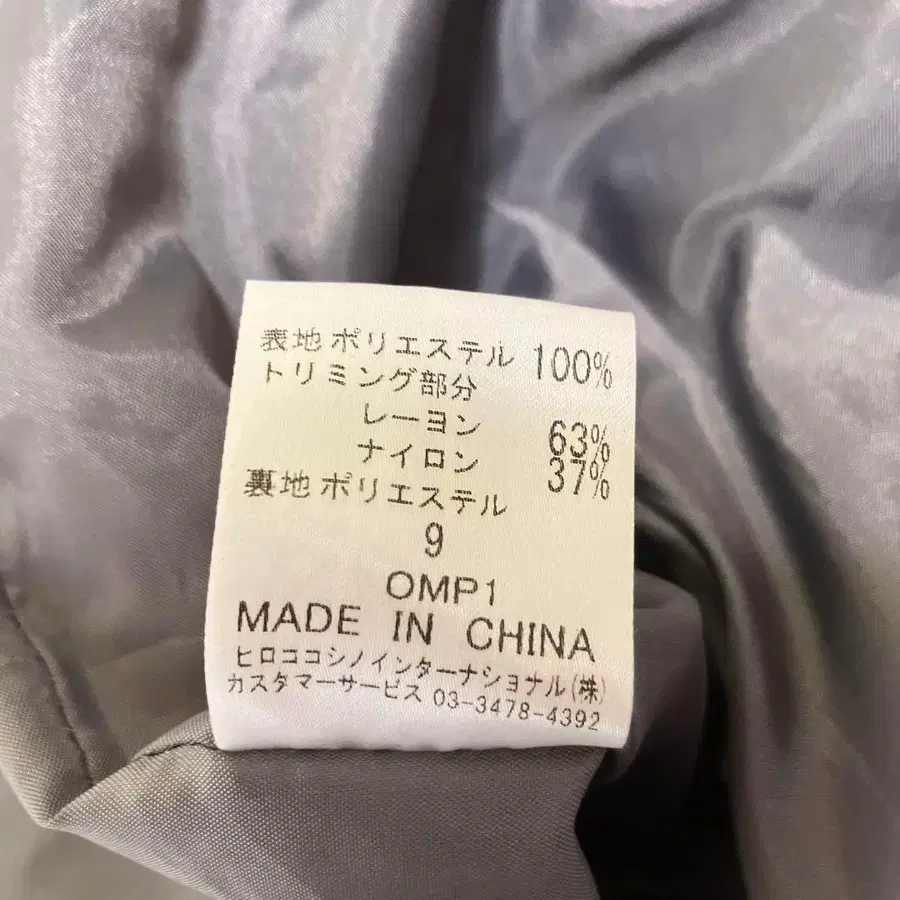 表地 ポリエステル 100%
トリミング部分
レーヨン 63%
ナイロン 37%
裏地 ポリエステル
9
OMP1
MADE IN CHINA
ヒロココシノインターナショナル(株)
カスタマーサービス 03-3478-4392